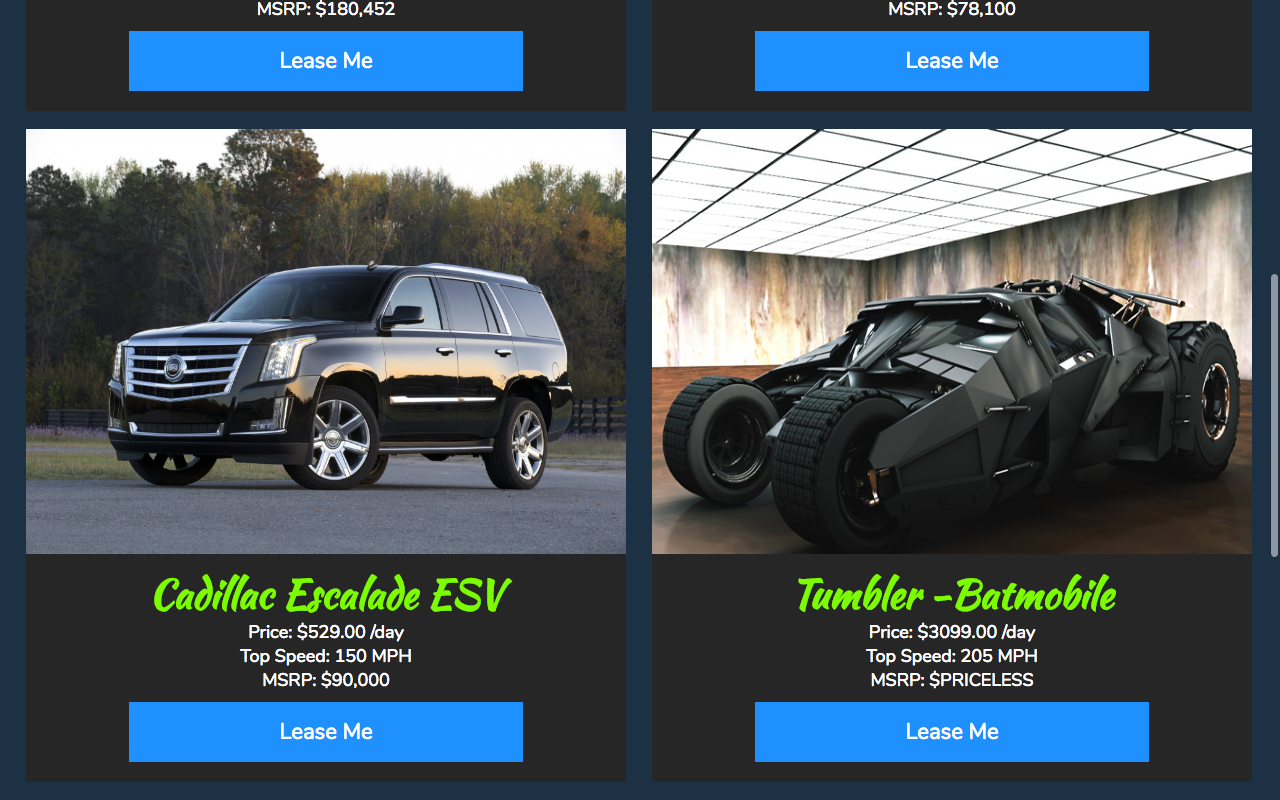 MSRP: $180,452
MSRP: $78,100
Lease Me
Lease Me
Cadillac Escalade ESV
Price: $529.00 /day
Top Speed: 150 MPH
MSRP: $90,000
Lease Me
Tumbler -Batmobile
Price: $3099.00 /day
Top Speed: 205 MPH
MSRP: $PRICELESS
Lease Me